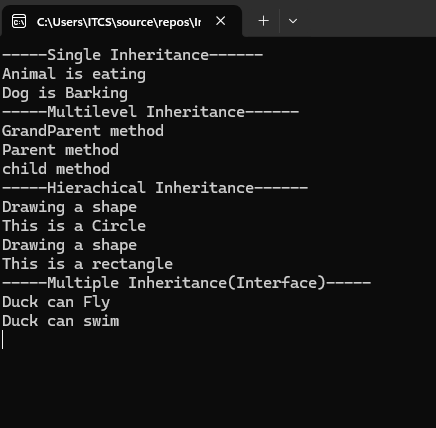 C:\Users\ITCS\source\repos\Ir
-----Single Inheritance------
Animal is eating
Dog is Barking
-----Multilevel Inheritance------
GrandParent method
Parent method
child method
-----Hierachical Inheritance------
Drawing a shape
This is a Circle
Drawing a shape
This is a rectangle
-----Multiple Inheritance(Interface)-----
Duck can Fly
Duck can swim